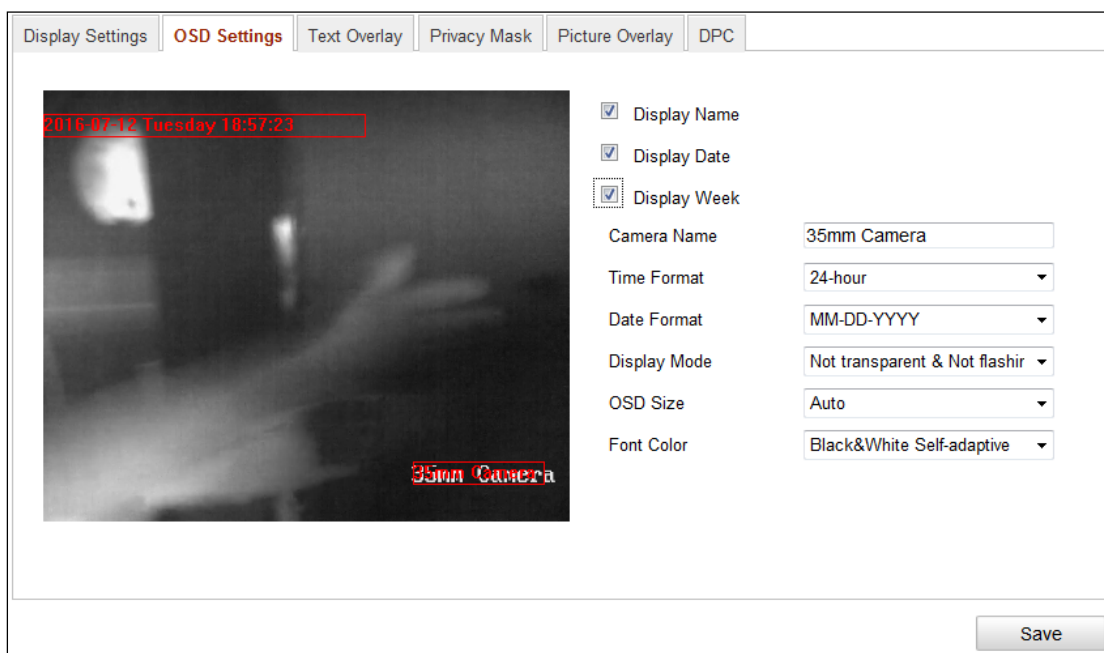 Display Settings OSD Settings Text Overlay Privacy Mask Picture Overlay DPC
2016-07-12 Tuesday 18:57:23
35mm Camera
35mm Camera
Display Name
Display Date
Display Week
Camera Name 35mm Camera
Time Format 24-hour
Date Format MM-DD-YYYY
Display Mode Not transparent & Not flashir
OSD Size Auto
Font Color Black&White Self-adaptive
Save